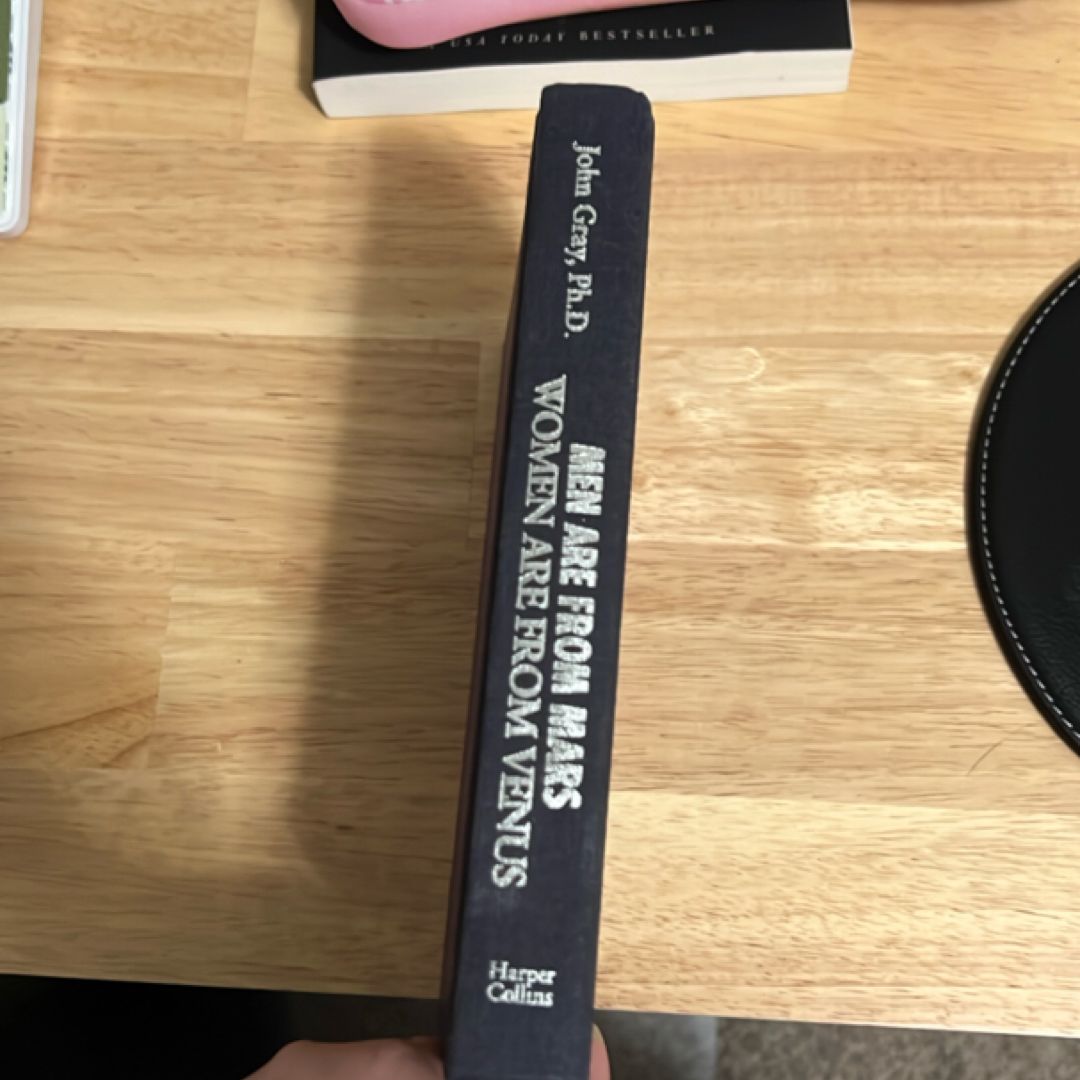 USA TODAY BESTSELLER
John Gray, Ph.D.
MEN ARE FROM MARS
WOMEN ARE FROM VENUS
Harper
Collins